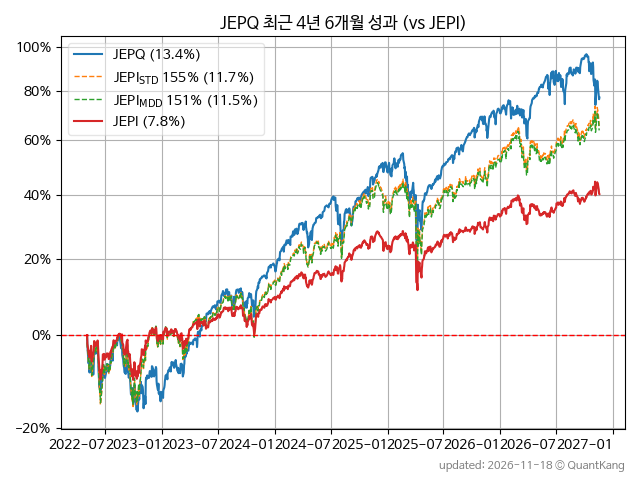 JEPQ 최근 4년 6개월 성과 (vs JEPI)
JEPQ (13.4%)
JEPI_STD 155% (11.7%)
JEPI_MDD 151% (11.5%)
JEPI (7.8%)
100%
80%
60%
40%
20%
0%
−20%
2022-07 2023-01 2023-07 2024-01 2024-07 2025-01 2025-07 2026-01 2026-07 2027-01
updated: 2026-11-18 © QuantKang